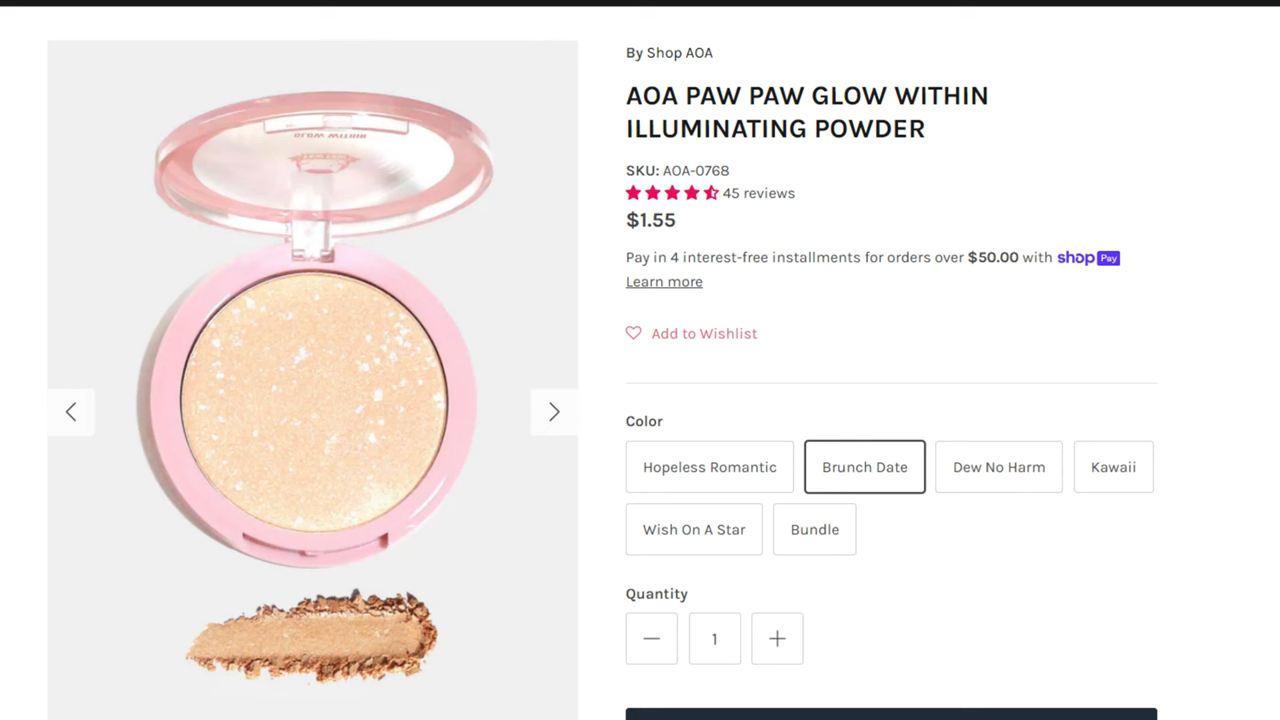 GLOW WITHIN
By Shop AOA
AOA PAW PAW GLOW WITHIN
ILLUMINATING POWDER
SKU: AOA-0768
45 reviews
$1.55
Pay in 4 interest-free installments for orders over $50.00 with shop Pay
Learn more
Add to Wishlist
Color
Hopeless Romantic
Brunch Date
Dew No Harm
Kawaii
Wish On A Star
Bundle
Quantity
1